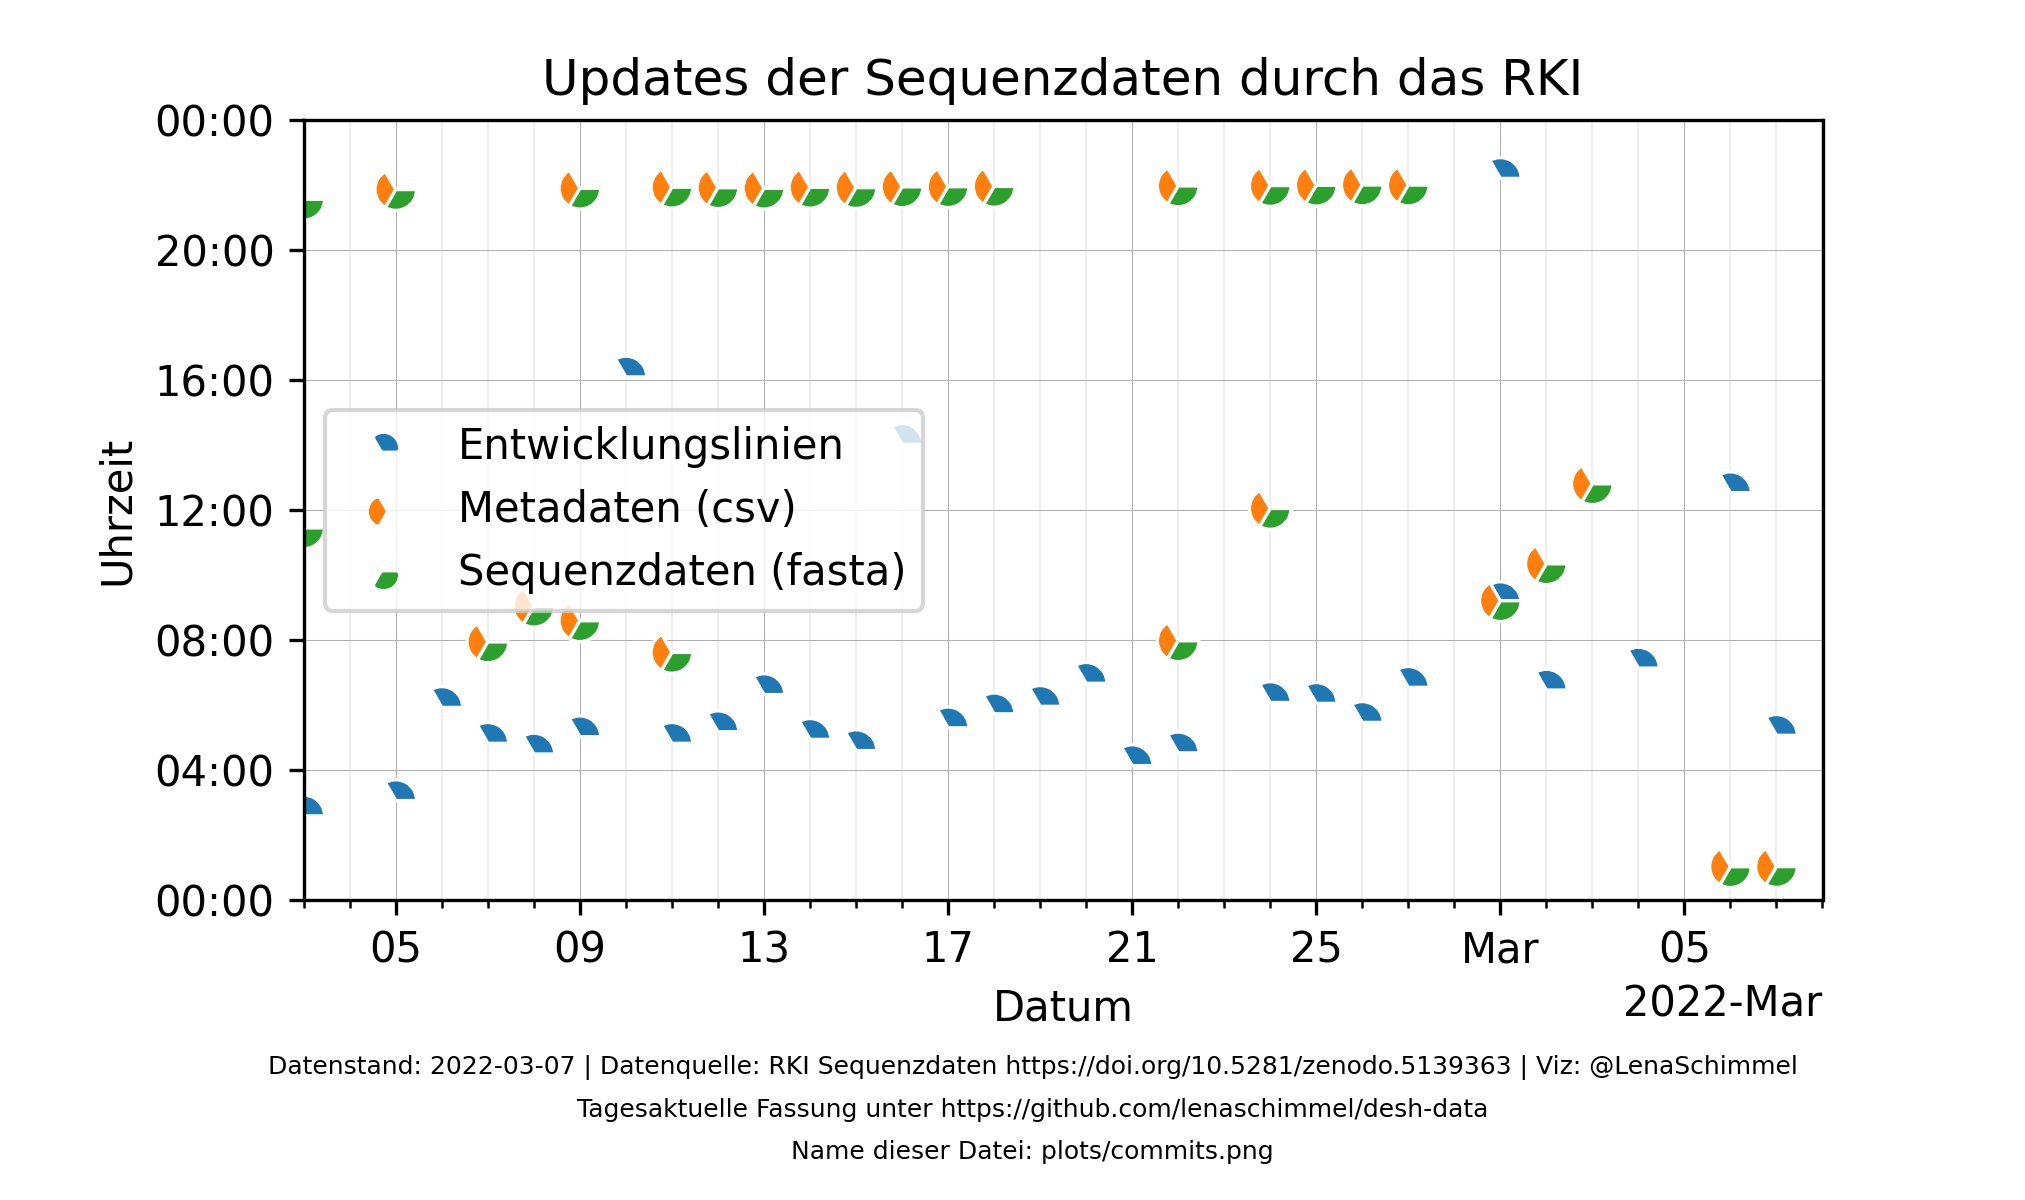 Updates der Sequenzdaten durch das RKI
00:00
20:00
16:00
12:00
08:00
04:00
00:00
Uhrzeit
Entwicklungslinien
Metadaten (csv)
Sequenzdaten (fasta)
05 09 13 17 21 25 Mar 05
Datum
2022-Mar
Datenstand: 2022-03-07 | Datenquelle: RKI Sequenzdaten https://doi.org/10.5281/zenodo.5139363 | Viz: @LenaSchimmel
Tagesaktuelle Fassung unter https://github.com/lenaschimmel/desh-data
Name dieser Datei: plots/commits.png